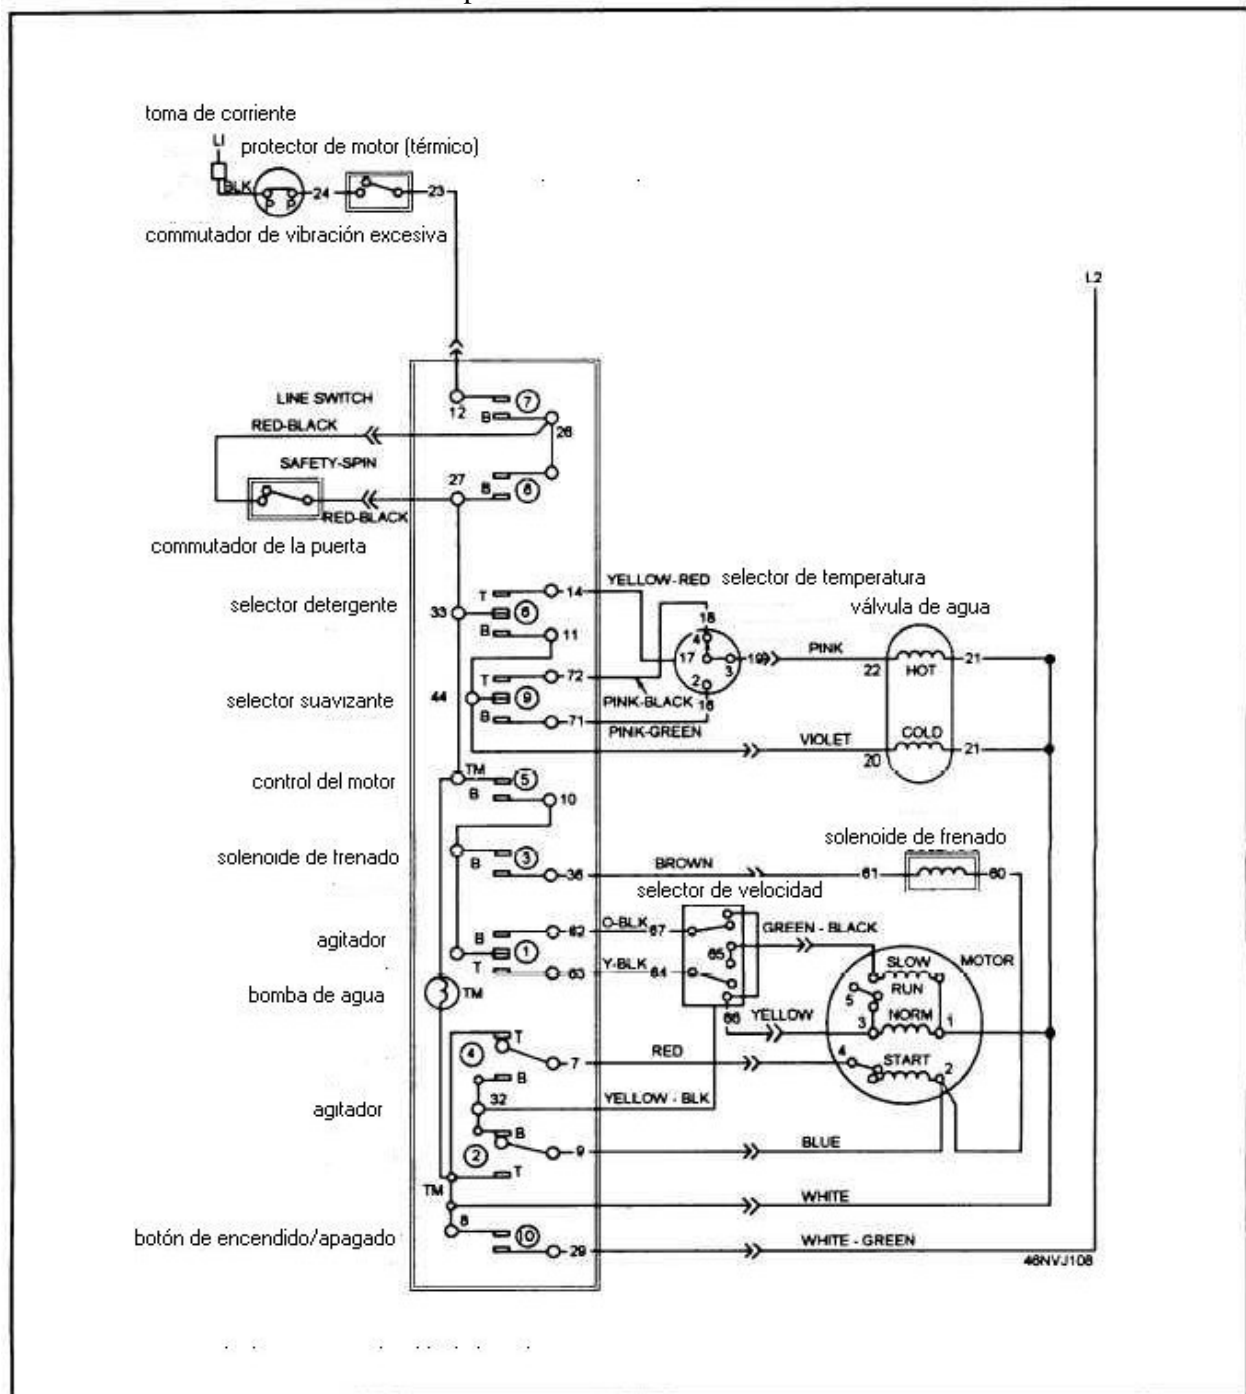 toma de corriente
L1
protector de motor (térmico)
BLK
24
23
P P
commutador de vibración excesiva
L2
LINE SWITCH
12
7
B
26
RED-BLACK
SAFETY-SPIN
27
B
8
RED-BLACK
commutador de la puerta
YELLOW-RED
selector de temperatura
T
14
selector detergente
33
6
válvula de agua
18
B
11
4
17
3
19
PINK
22
HOT
21
T
72
2
selector suavizante
44
9
PINK-BLACK
16
B
71
PINK-GREEN
VIOLET
COLD
20
21
TM
control del motor
5
B
10
solenoide de frenado
solenoide de frenado
B
3
36
BROWN
61
60
selector de velocidad
O-BLK
67
GREEN - BLACK
B
62
agitador
1
65
SLOW
MOTOR
T
63
Y-BLK
64
RUN
bomba de agua
TM
5
66
YELLOW
3
NORM
1
T
4
7
RED
4
START
2
B
32
YELLOW - BLK
agitador
B
2
9
BLUE
T
TM
WHITE
8
botón de encendido/apagado
10
29
WHITE - GREEN
46NVJ108